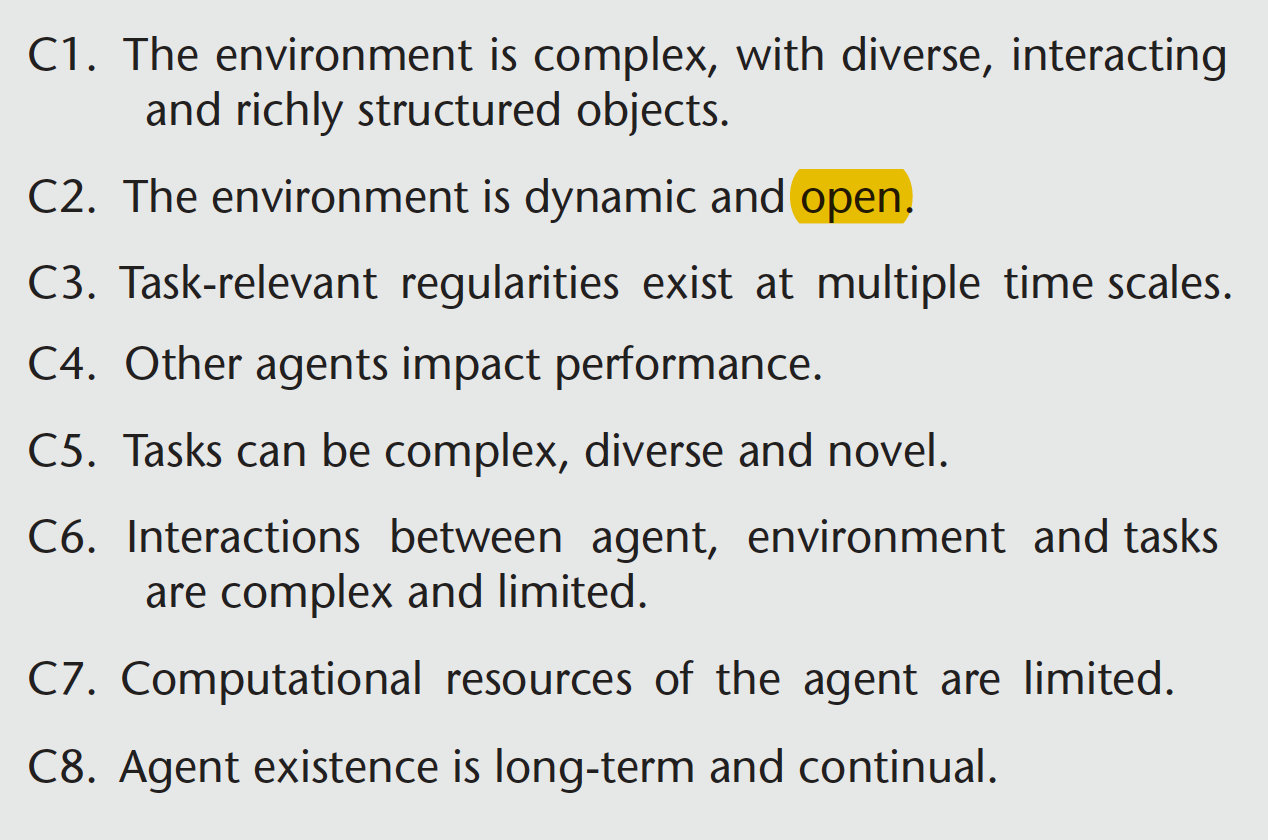 C1. The environment is complex, with diverse, interacting
and richly structured objects.
C2. The environment is dynamic and open.
C3. Task-relevant regularities exist at multiple time scales.
C4. Other agents impact performance.
C5. Tasks can be complex, diverse and novel.
C6. Interactions between agent, environment and tasks
are complex and limited.
C7. Computational resources of the agent are limited.
C8. Agent existence is long-term and continual.